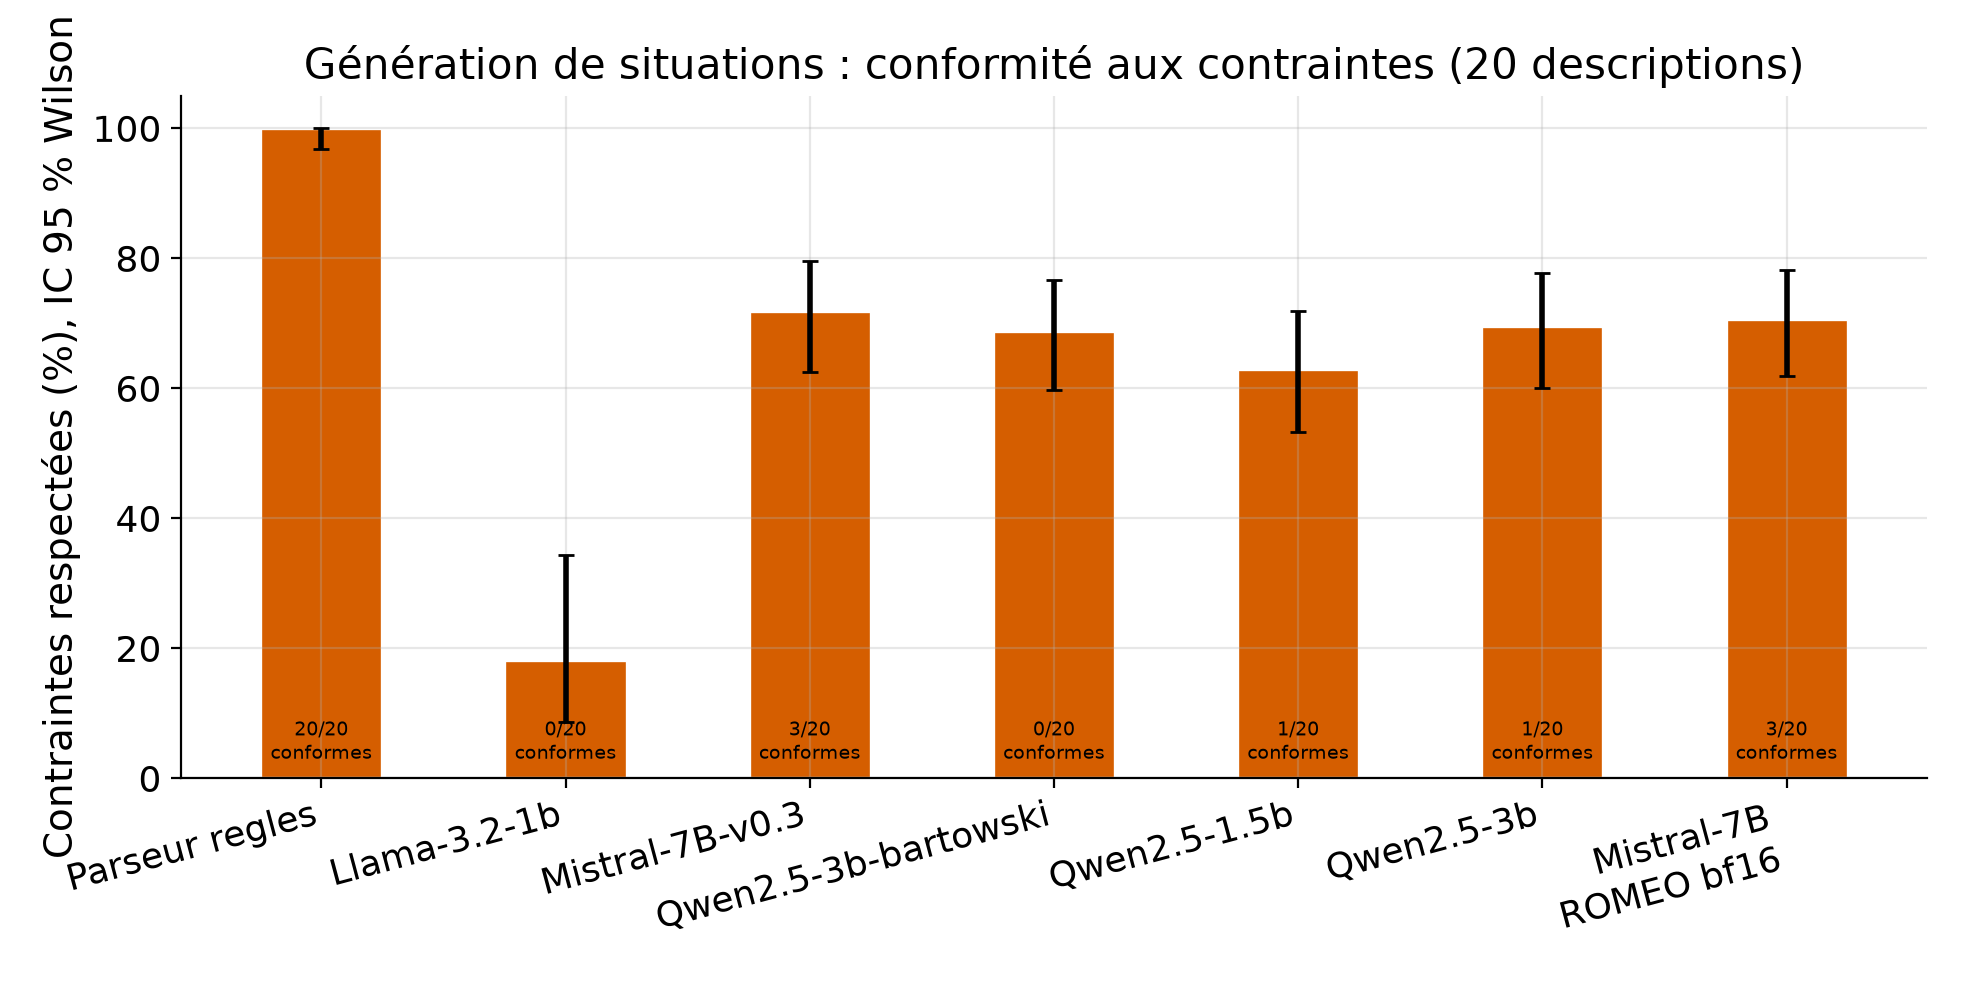 Génération de situations : conformité aux contraintes (20 descriptions)
Contraintes respectées (%), IC 95 % Wilson
100
80
60
40
20
0
20/20
conformes
0/20
conformes
3/20
conformes
0/20
conformes
1/20
conformes
1/20
conformes
3/20
conformes
Parseur regles
Llama-3.2-1b
Mistral-7B-v0.3
Qwen2.5-3b-bartowski
Qwen2.5-1.5b
Qwen2.5-3b
Mistral-7B
ROMEO bf16